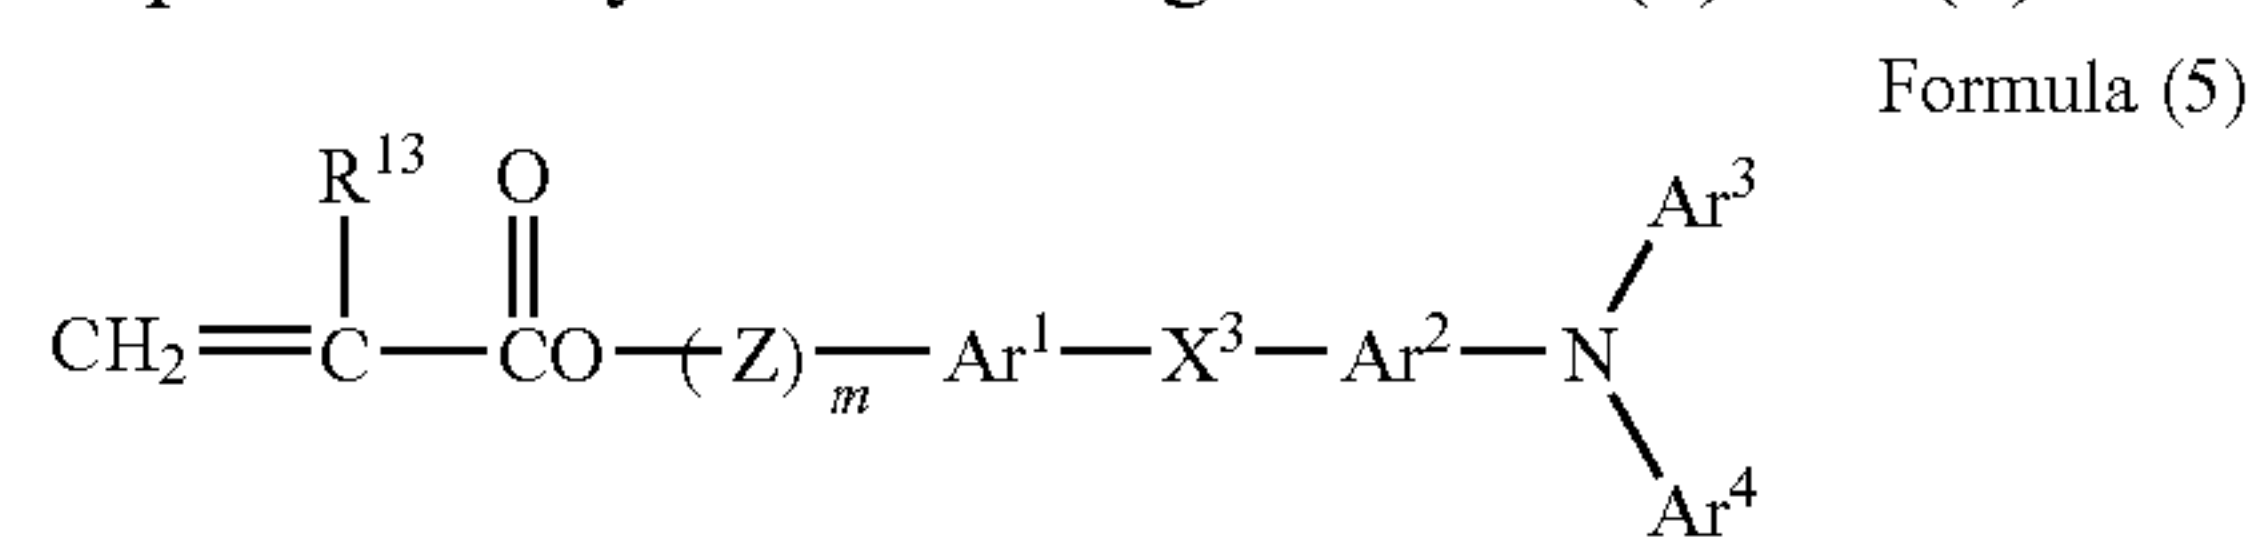 Formula (5)
R¹³ O Ar³
CH₂=C—CO—(Z)ₘ—Ar¹—X³—Ar²—N
Ar⁴